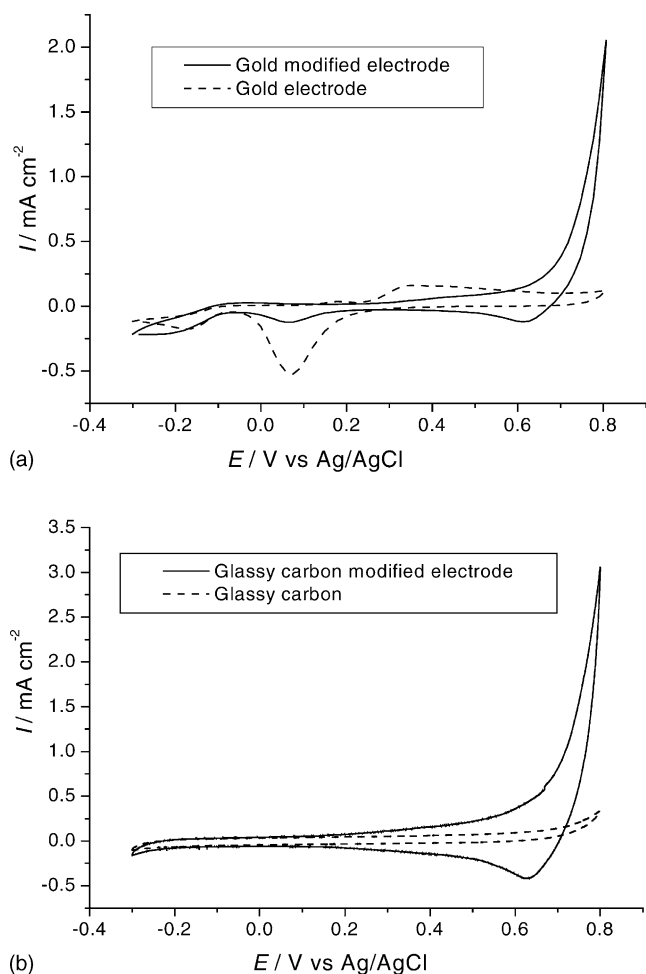 2.0
Gold modified electrode
Gold electrode
1.5
1.0
0.5
0.0
-0.5
I / mA cm-2
-0.4 -0.2 0.0 0.2 0.4 0.6 0.8
(a) E / V vs Ag/AgCl
3.5
Glassy carbon modified electrode
Glassy carbon
3.0
2.5
2.0
1.5
1.0
0.5
0.0
-0.5
I / mA cm-2
-0.4 -0.2 0.0 0.2 0.4 0.6 0.8
(b) E / V vs Ag/AgCl